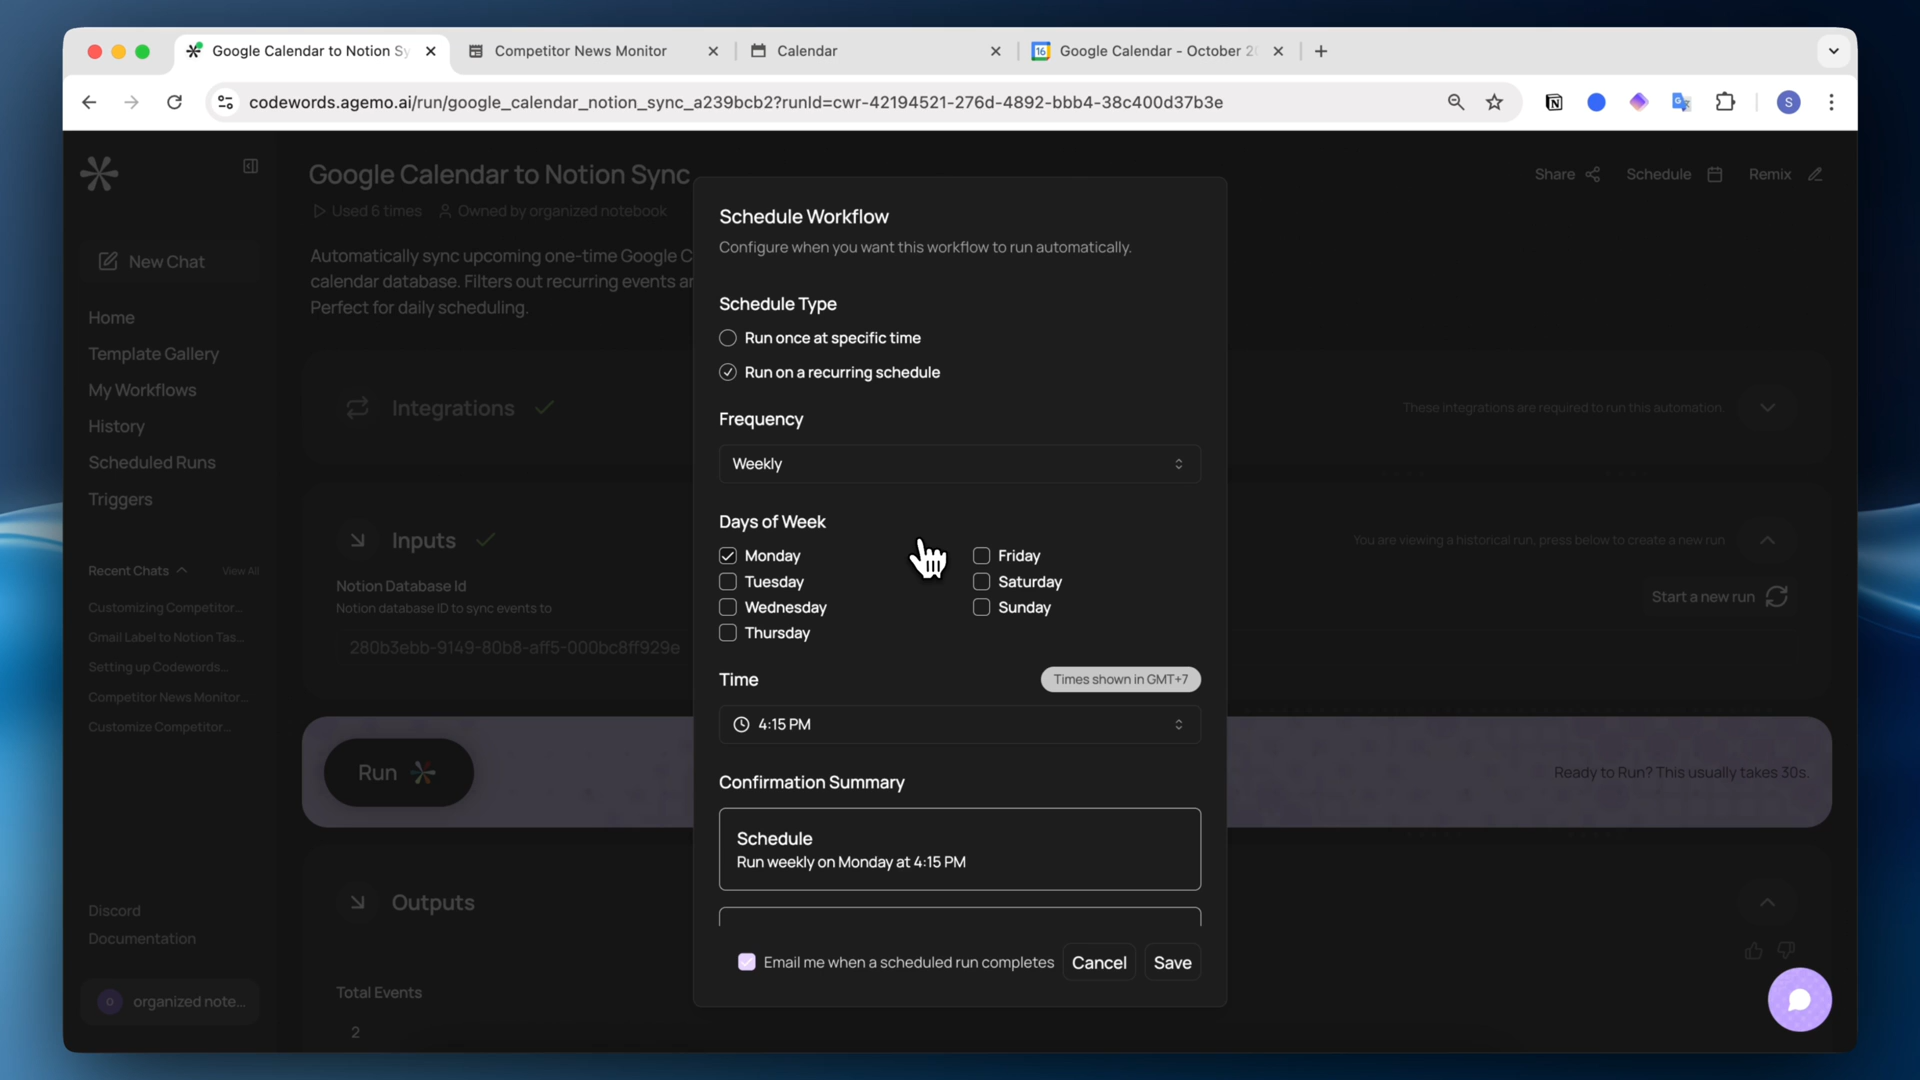 Google Calendar to Notion Sy
Competitor News Monitor
Calendar
16
Google Calendar - October 2
codewords.agemo.ai/run/google_calendar_notion_sync_a239bcb2?runId=cwr-42194521-276d-4892-bbb4-38c400d37b3e
S
Google Calendar to Notion Sync
Share
Schedule
Remix
Used 6 times
Owned by organized notebook
Automatically sync upcoming one-time Google C
calendar database. Filters out recurring events ar
Perfect for daily scheduling.
New Chat
Home
Template Gallery
My Workflows
History
Scheduled Runs
Triggers
Recent Chats
View All
Customizing Competitor...
Gmail Label to Notion Tas...
Setting up Codewords...
Competitor News Monitor...
Customize Competitor...
Discord
Documentation
o
organized note...
Integrations
These integrations are required to run this automation.
Inputs
You are viewing a historical run, press below to create a new run
Notion Database Id
Notion database ID to sync events to
280b3ebb-9149-80b8-aff5-000bc8ff929e
Start a new run
Run
Ready to Run? This usually takes 30s.
Outputs
Total Events
2
Schedule Workflow
Configure when you want this workflow to run automatically.
Schedule Type
Run once at specific time
Run on a recurring schedule
Frequency
Weekly
Days of Week
Monday
Tuesday
Wednesday
Thursday
Friday
Saturday
Sunday
Time
Times shown in GMT+7
4:15 PM
Confirmation Summary
Schedule
Run weekly on Monday at 4:15 PM
Email me when a scheduled run completes
Cancel
Save